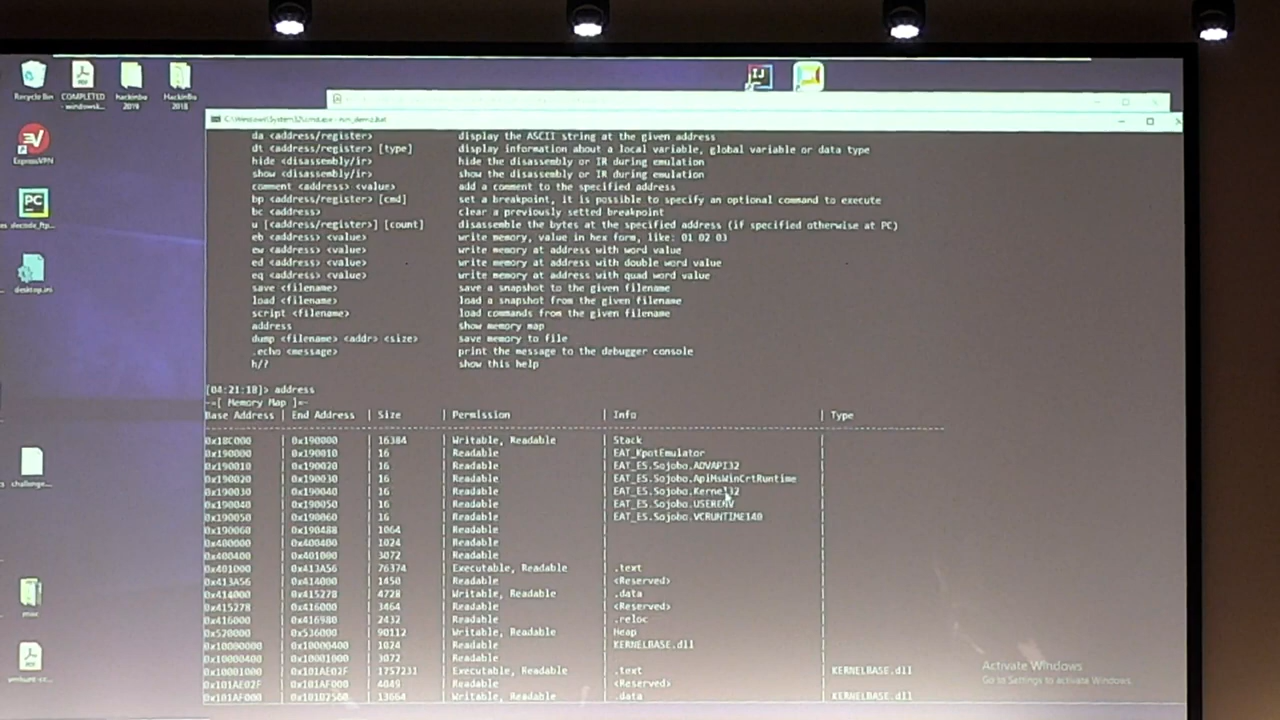 Recycle Bin
COMPLETED - windowsk...
hackinbo 2019
HackinBo 2018
ExpressVPN
desktop.ini
challenge...
misc
IJ
PC
da <address/register> display the ASCII string at the given address
dt <address/register> [type] display information about a local variable, global variable or data type
hide <disassembly/ir> hide the disassembly or IR during emulation
show <disassembly/ir> show the disassembly or IR during emulation
comment <address> <value> add a comment to the specified address
bp <address/register> [cmd] set a breakpoint, it is possible to specify an optional command to execute
bc <address> clear a previously setted breakpoint
u [<address/register>] [count] disassemble the bytes at the specified address (if specified otherwise at PC)
eb <address> <value> write memory, value in hex form, like: 01 02 03
ew <address> <value> write memory at address with word value
ed <address> <value> write memory at address with double word value
eq <address> <value> write memory at address with quad word value
save <filename> save a snapshot to the given filename
load <filename> load a snapshot from the given filename
script <filename> load commands from the given filename
address show memory map
dump <filename> <addr> <size> save memory to file
.echo <message> print the message to the debugger console
h/? show this help
[04:21:18]> address
-=[ Memory Map ]=-
Base Address | End Address | Size | Permission | Info | Type
0x18C000 | 0x190000 | 16384 | Writable, Readable | Stack |
0x190000 | 0x190010 | 16 | Readable | EAT_KpotEmulator |
0x190010 | 0x190020 | 16 | Readable | EAT_ES.Sojobo.ADVAPI32 |
0x190020 | 0x190030 | 16 | Readable | EAT_ES.Sojobo.ApiMsWinCrtRuntime |
0x190030 | 0x190040 | 16 | Readable | EAT_ES.Sojobo.Kernel32 |
0x190040 | 0x190050 | 16 | Readable | EAT_ES.Sojobo.USERENV |
0x190050 | 0x190060 | 16 | Readable | EAT_ES.Sojobo.VCRUNTIME140 |
0x190060 | 0x190488 | 1064 | Readable | |
0x400000 | 0x400400 | 1024 | Readable | |
0x400400 | 0x401000 | 3072 | Readable | |
0x401000 | 0x413A56 | 76374 | Executable, Readable | .text |
0x413A56 | 0x414000 | 1450 | Readable | <Reserved> |
0x414000 | 0x415278 | 4728 | Writable, Readable | .data |
0x415278 | 0x416000 | 3464 | Readable | <Reserved> |
0x416000 | 0x416980 | 2432 | Readable | .reloc |
0x520000 | 0x536000 | 90112 | Writable, Readable | Heap |
0x10000000 | 0x10000400 | 1024 | Readable | KERNELBASE.dll |
0x10000400 | 0x10001000 | 3072 | Readable | |
0x10001000 | 0x101AE02F | 1757231 | Executable, Readable | .text | KERNELBASE.dll
0x101AE02F | 0x101AF000 | 4049 | Readable | <Reserved> |
0x101AF000 | 0x101B2560 | 13664 | Writable, Readable | .data | KERNELBASE.dll
Activate Windows
Go to Settings to activate Windows.